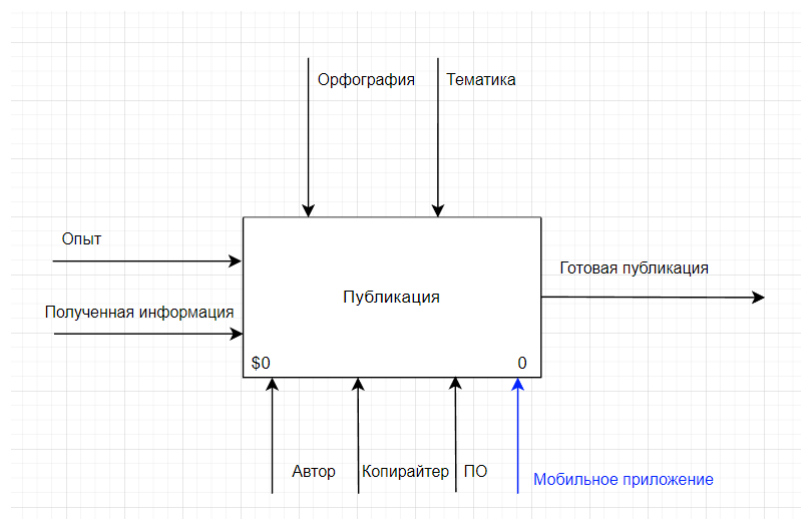 Орфография
Тематика
Опыт
Готовая публикация
Публикация
Полученная информация
$0
0
Автор
Копирайтер
ПО
Мобильное приложение